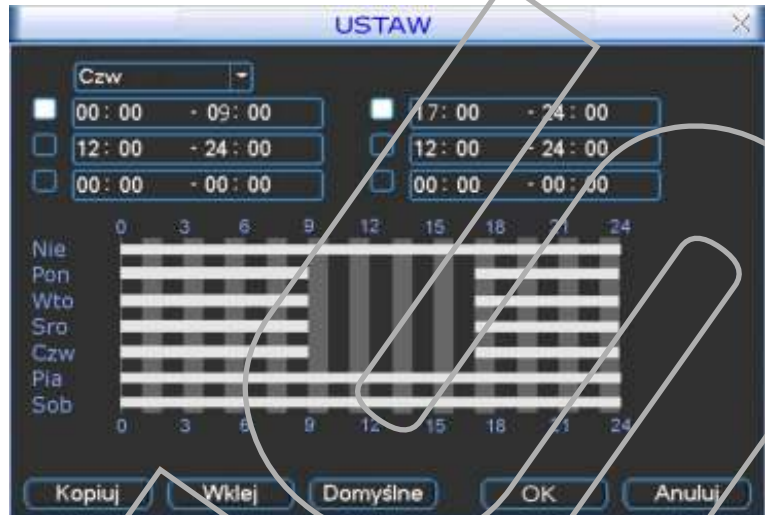 USTAW
Czw
00:00 - 09:00 17:00 - 24:00
12:00 - 24:00 12:00 - 24:00
00:00 - 00:00 00:00 - 00:00
0 3 6 9 12 15 18 21 24
Nie
Pon
Wto
Sro
Czw
Pia
Sob
0 3 6 9 12 15 18 21 24
Kopiuj Wklej Domyślne OK Anuluj